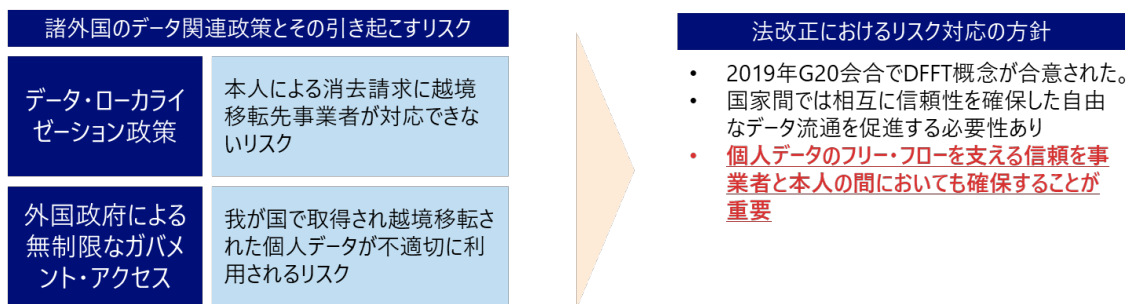 諸外国のデータ関連政策とその引き起こすリスク
データ・ローカライ
ゼーション政策
本人による消去請求に越境
移転先事業者が対応できな
いリスク
外国政府による
無制限なガバメ
ント・アクセス
我が国で取得され越境移転さ
れた個人データが不適切に利
用されるリスク
法改正におけるリスク対応の方針
• 2019年G20会合でDFFT概念が合意された。
• 国家間では相互に信頼性を確保した自由
なデータ流通を促進する必要性あり
• 個人データのフリー・フローを支える信頼を事
業者と本人の間においても確保することが
重要